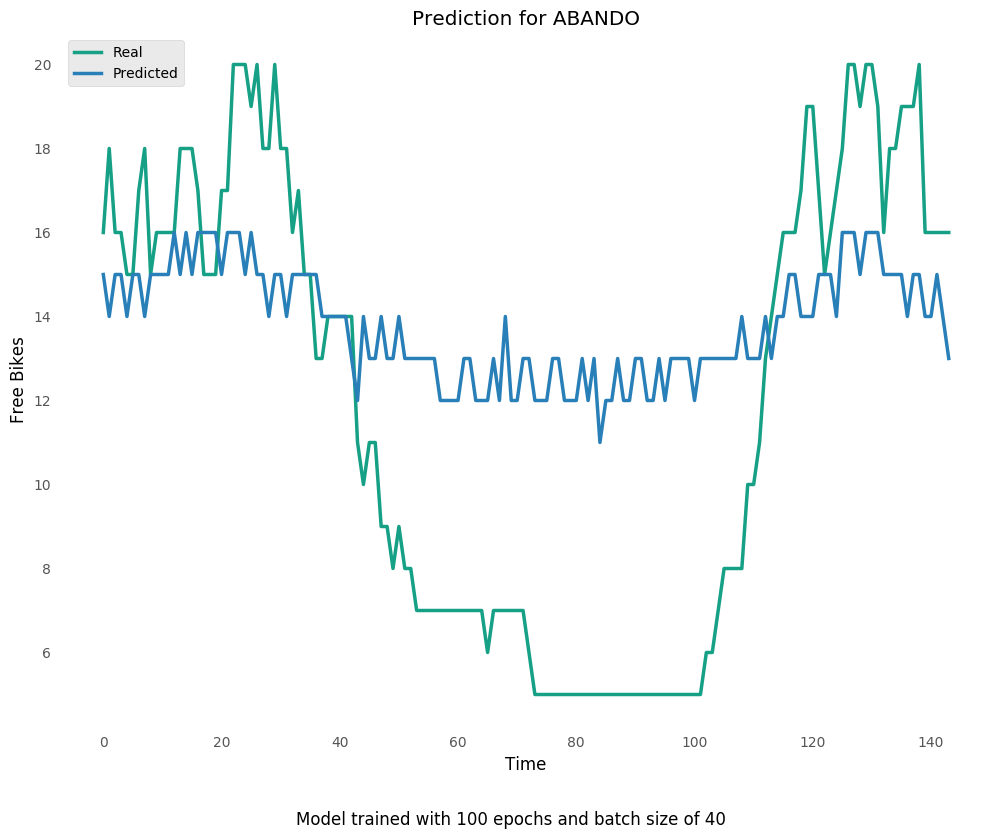 Prediction for ABANDO
Real
Predicted
20
18
16
14
12
10
8
6
Free Bikes
0 20 40 60 80 100 120 140
Time
Model trained with 100 epochs and batch size of 40